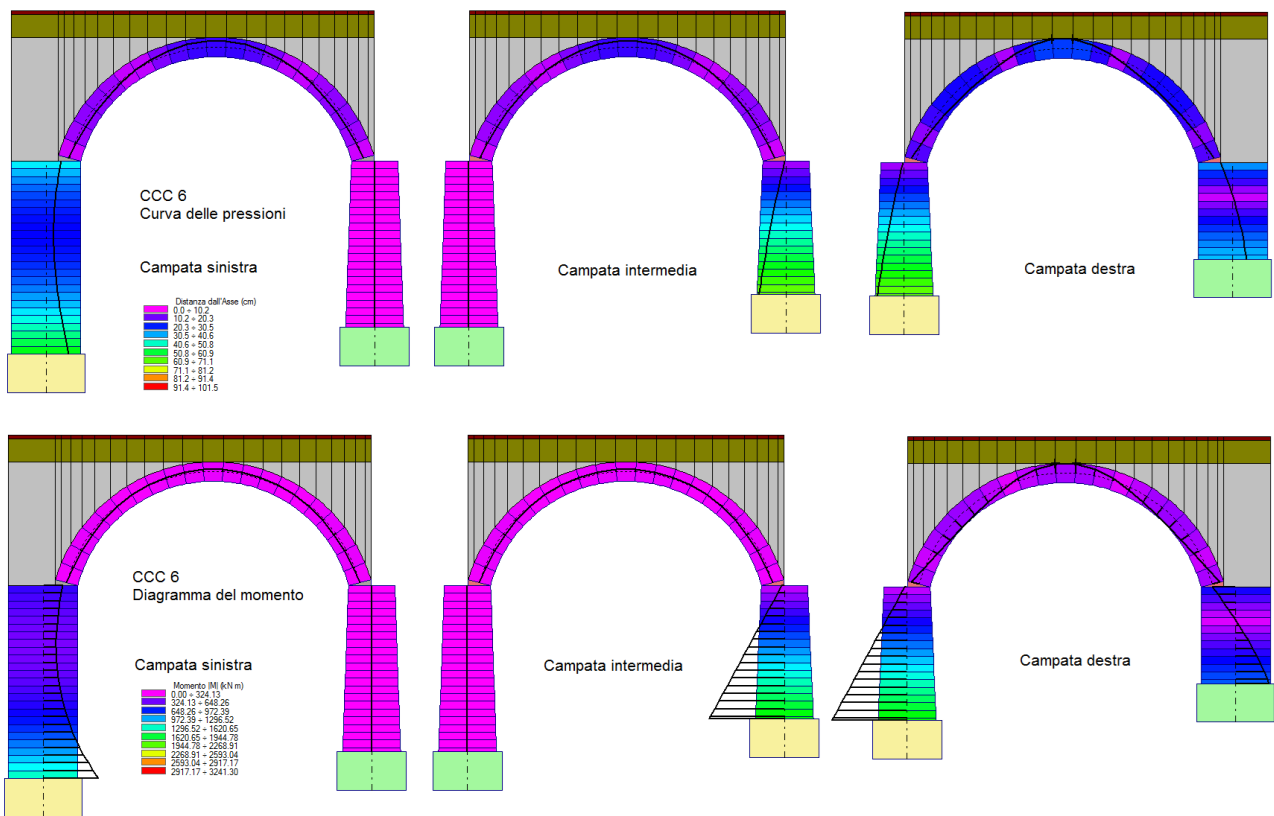 CCC 6
Curva delle pressioni
Campata sinistra
Campata intermedia
Campata destra
Distanza dall'Asse (cm)
0.0 ÷ 10.2
10.2 ÷ 20.3
20.3 ÷ 30.5
30.5 ÷ 40.6
40.6 ÷ 50.8
50.8 ÷ 60.9
60.9 ÷ 71.1
71.1 ÷ 81.2
81.2 ÷ 91.4
91.4 ÷ 101.5
CCC 6
Diagramma del momento
Campata sinistra
Campata intermedia
Campata destra
Momento |M| (kN m)
0.00 ÷ 324.13
324.13 ÷ 648.26
648.26 ÷ 972.39
972.39 ÷ 1296.52
1296.52 ÷ 1620.65
1620.65 ÷ 1944.78
1944.78 ÷ 2268.91
2268.91 ÷ 2593.04
2593.04 ÷ 2917.17
2917.17 ÷ 3241.30